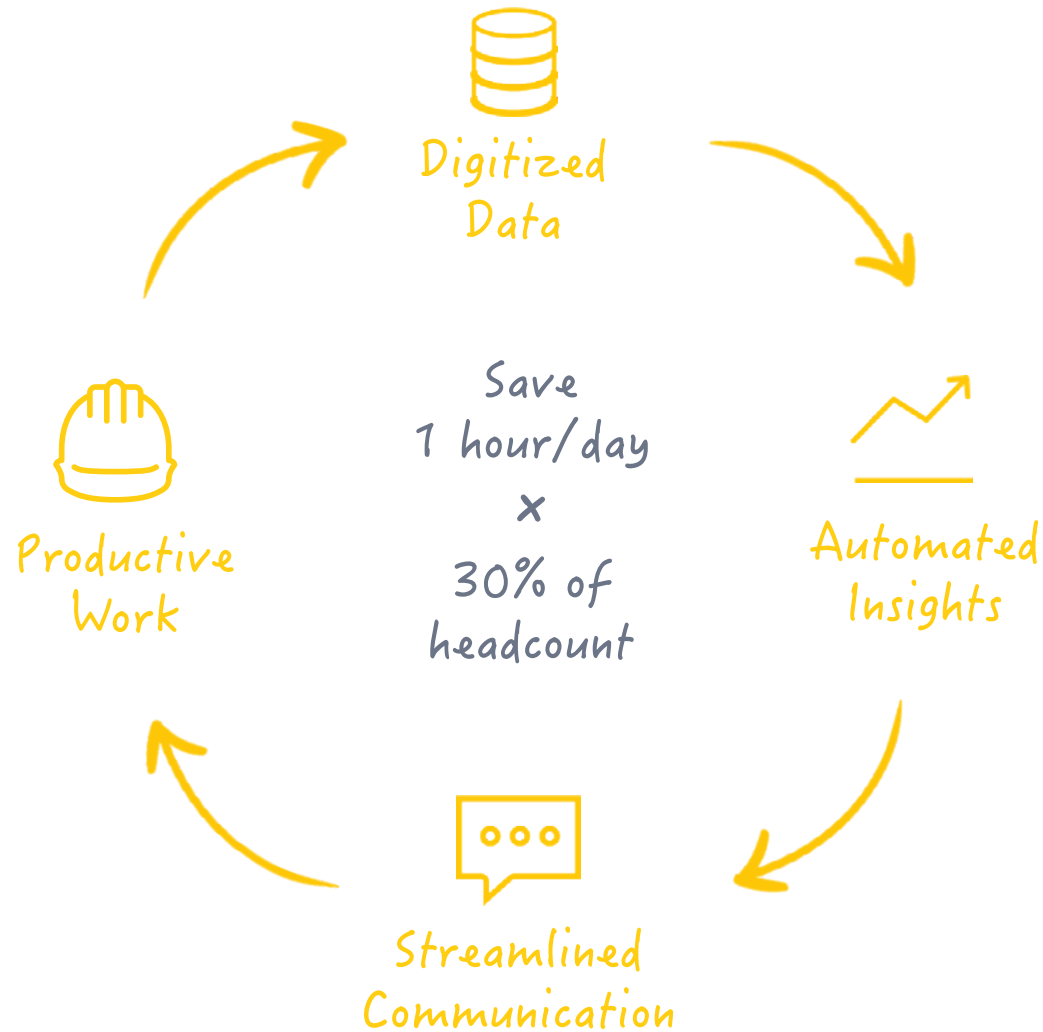 Digitized
Data
Save
1 hour/day
×
30% of
headcount
Productive
Work
Automated
Insights
Streamlined
Communication